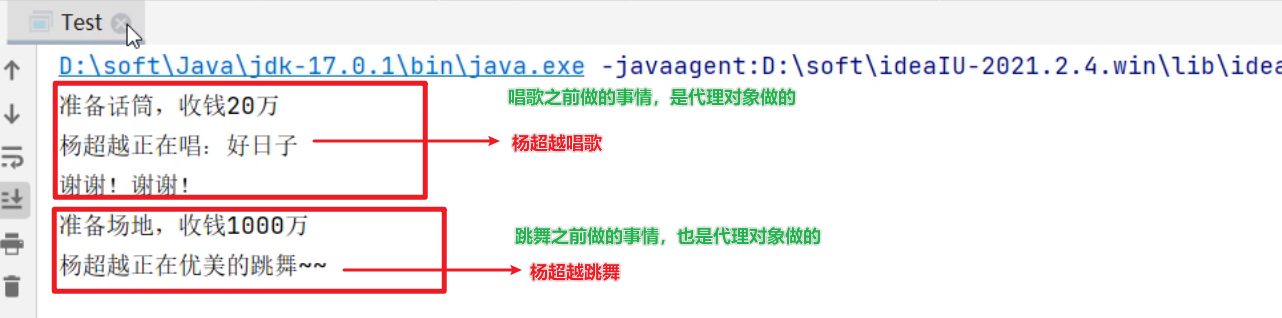 Test
D:\soft\Java\jdk-17.0.1\bin\java.exe -javaagent:D:\soft\ideaIU-2021.2.4.win\lib\idea
准备话筒，收钱20万
唱歌之前做的事情，是代理对象做的
杨超越正在唱：好日子
杨超越唱歌
谢谢！谢谢！
准备场地，收钱1000万
跳舞之前做的事情，也是代理对象做的
杨超越正在优美的跳舞~~
杨超越跳舞